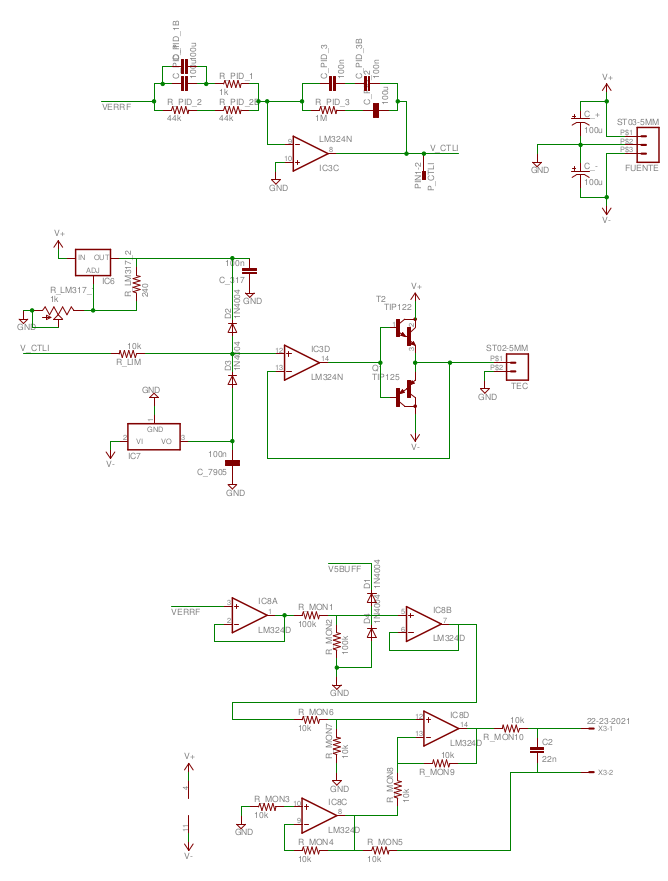 C_PID_1B
100u
100u
R_PID_1
1k
VERRF
R_PID_2
44k
44k
C_PID_3
100n
C_PID_3B
100n
100u
R_PID_3
1M
LM324N
9
10
8
IC3C
GND
V_CTLI
PIN1-2
P_CTLI
V+
C_+
100u
C_-
100u
GND
V-
ST03-5MM
PS1
PS2
PS3
FUENTE
V+
IN
OUT
ADJ
IC6
R_LM317_2
240
R_LM317_
1k
GND
100n
C_317
GND
D2
1N4004
D3
1N4004
V_CTLI
10k
R_LIM
12
13
14
IC3D
LM324N
T2
TIP122
V+
TIP125
V-
ST02-5MM
PS1
PS2
TEC
GND
GND
1
GND
2
VI
VO
3
IC7
V-
100n
C_7905
GND
V5BUFF
D1
1N4004
D4
1N4004
VERRF
3
2
1
IC8A
LM324D
R_MON1
100k
R_MON2
100k
GND
5
6
7
IC8B
LM324D
R_MON6
10k
R_MON7
10k
GND
12
13
14
IC8D
LM324D
10k
R_MON9
10k
R_MON10
C2
22n
22-23-2021
X3-1
X3-2
R_MON8
10k
V+
4
11
V-
R_MON3
10k
GND
10
9
8
IC8C
LM324D
R_MON4
10k
R_MON5
10k